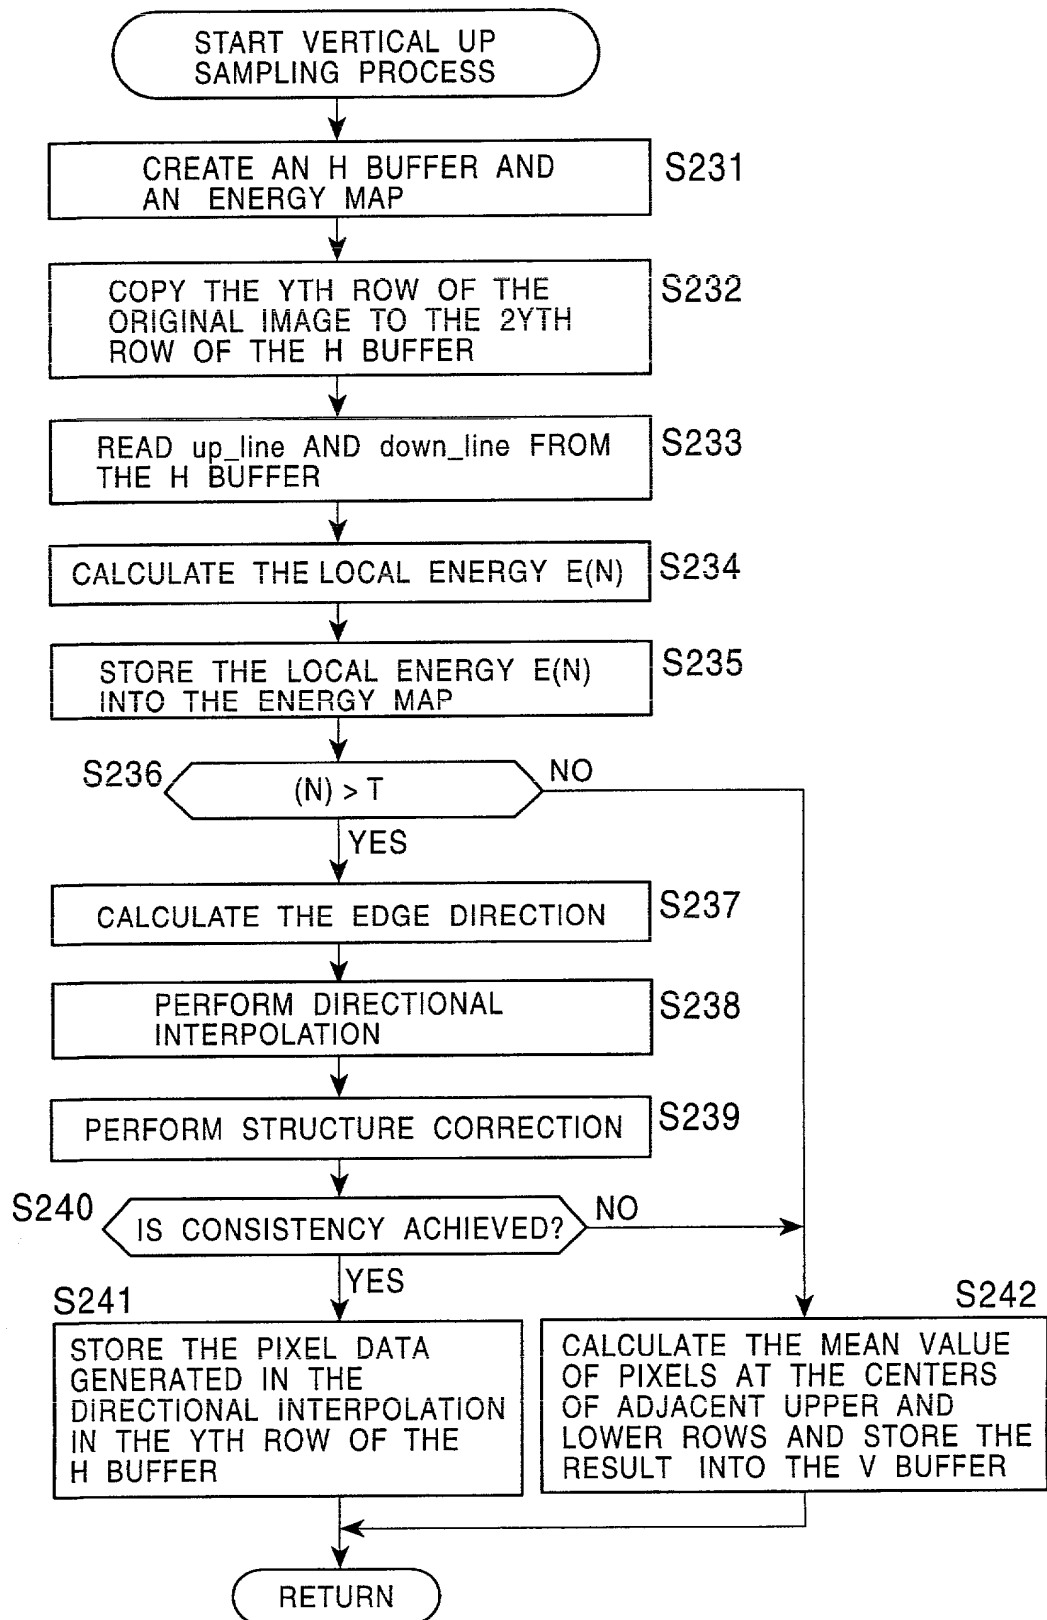 START VERTICAL UP
SAMPLING PROCESS
CREATE AN H BUFFER AND
AN ENERGY MAP
S231
COPY THE YTH ROW OF THE
ORIGINAL IMAGE TO THE 2YTH
ROW OF THE H BUFFER
S232
READ up_line AND down_line FROM
THE H BUFFER
S233
CALCULATE THE LOCAL ENERGY E(N)
S234
STORE THE LOCAL ENERGY E(N)
INTO THE ENERGY MAP
S235
S236
(N) > T
NO
YES
CALCULATE THE EDGE DIRECTION
S237
PERFORM DIRECTIONAL
INTERPOLATION
S238
PERFORM STRUCTURE CORRECTION
S239
S240
IS CONSISTENCY ACHIEVED?
NO
YES
S241
STORE THE PIXEL DATA
GENERATED IN THE
DIRECTIONAL INTERPOLATION
IN THE YTH ROW OF THE
H BUFFER
S242
CALCULATE THE MEAN VALUE
OF PIXELS AT THE CENTERS
OF ADJACENT UPPER AND
LOWER ROWS AND STORE THE
RESULT INTO THE V BUFFER
RETURN